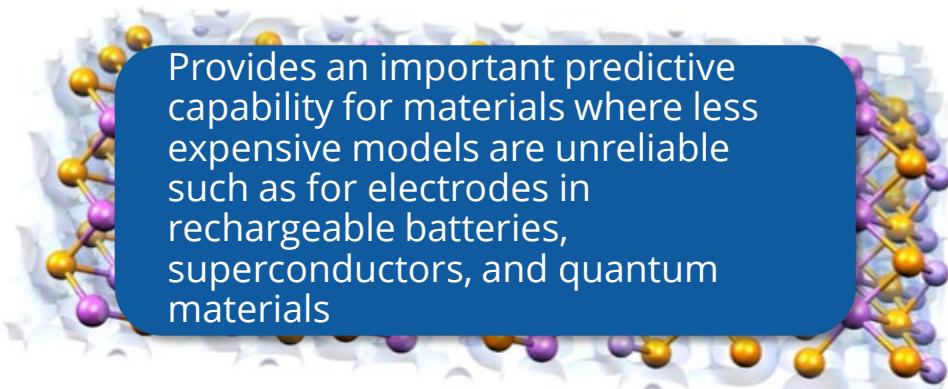 Provides an important predictive
capability for materials where less
expensive models are unreliable
such as for electrodes in
rechargeable batteries,
superconductors, and quantum
materials